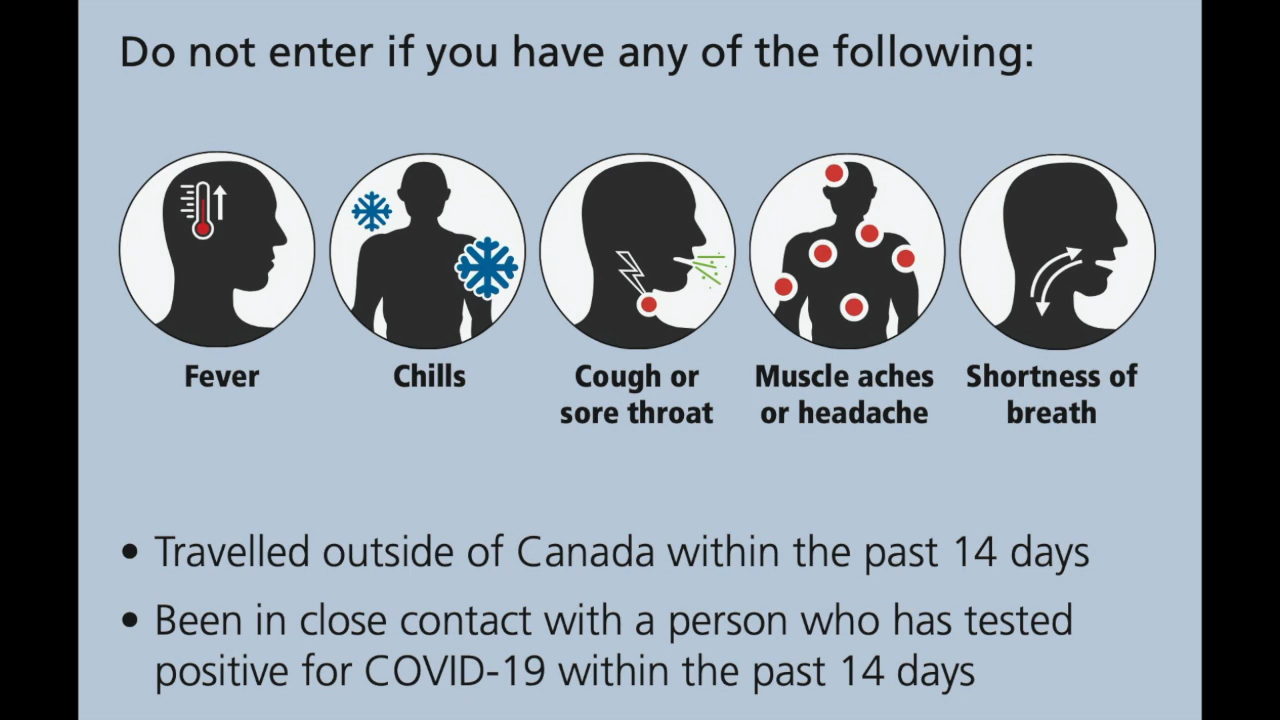 Do not enter if you have any of the following:
Fever
Chills
Cough or
sore throat
Muscle aches
or headache
Shortness of
breath
• Travelled outside of Canada within the past 14 days
• Been in close contact with a person who has tested
positive for COVID-19 within the past 14 days